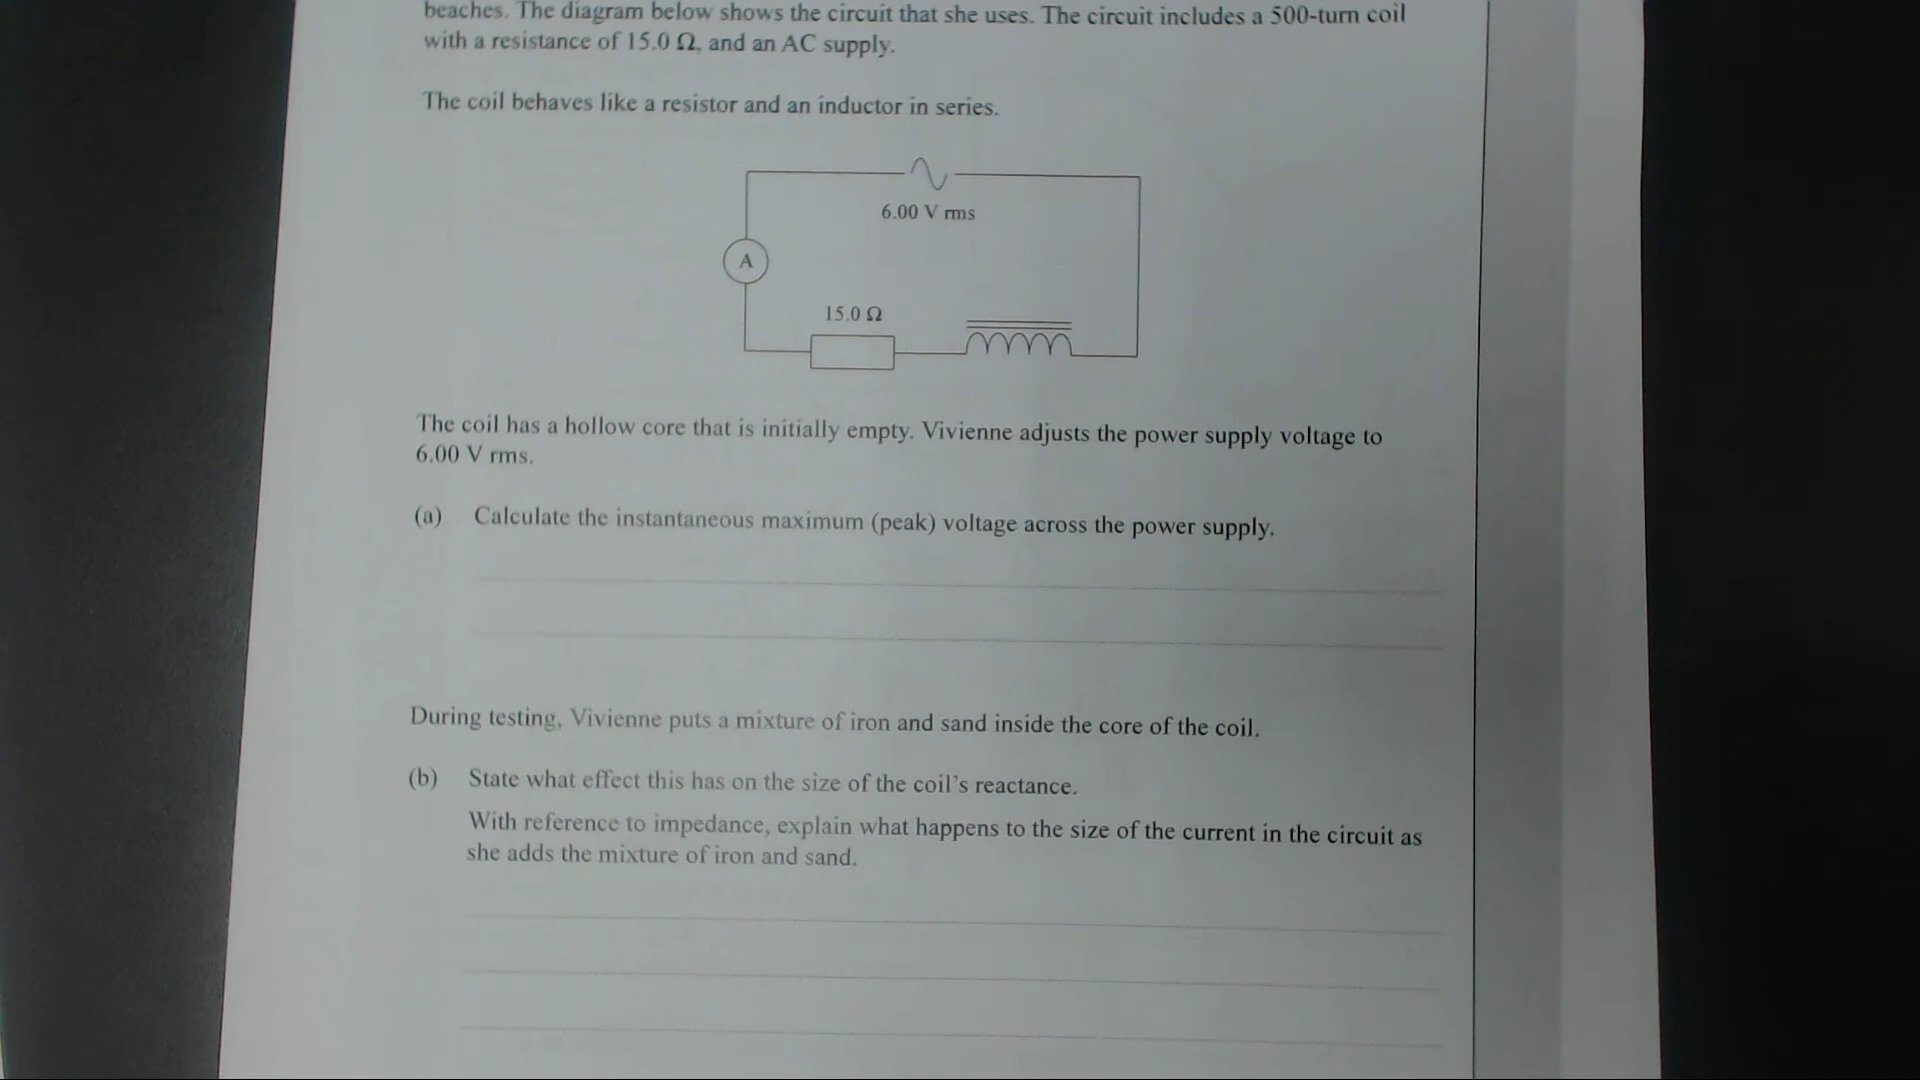 beaches. The diagram below shows the circuit that she uses. The circuit includes a 500-turn coil
with a resistance of 15.0 Ω, and an AC supply.
The coil behaves like a resistor and an inductor in series.
6.00 V rms
A
15.0 Ω
The coil has a hollow core that is initially empty. Vivienne adjusts the power supply voltage to
6.00 V rms.
(a) Calculate the instantaneous maximum (peak) voltage across the power supply.
During testing, Vivienne puts a mixture of iron and sand inside the core of the coil.
(b) State what effect this has on the size of the coil's reactance.
With reference to impedance, explain what happens to the size of the current in the circuit as
she adds the mixture of iron and sand.